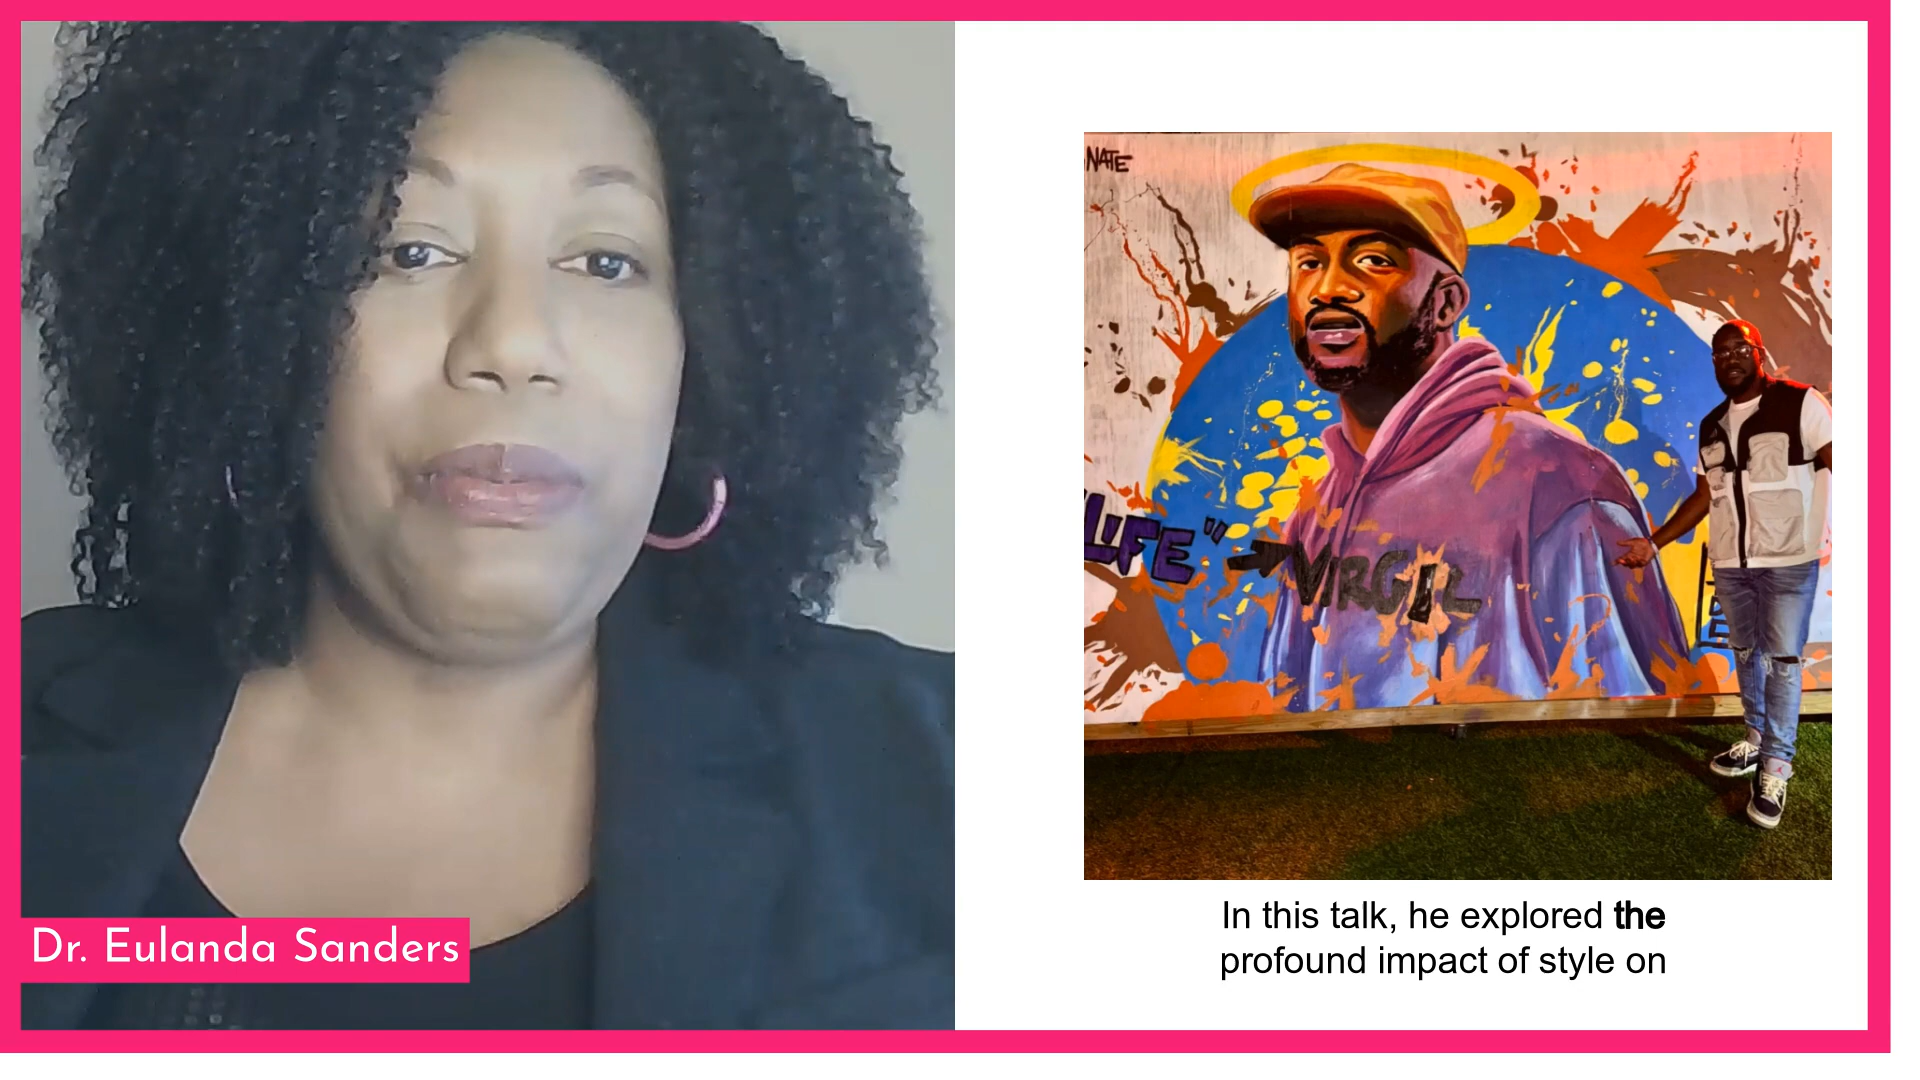 Dr. Eulanda Sanders
NATE
LIFE"
VIRGIL
In this talk, he explored the
profound impact of style on